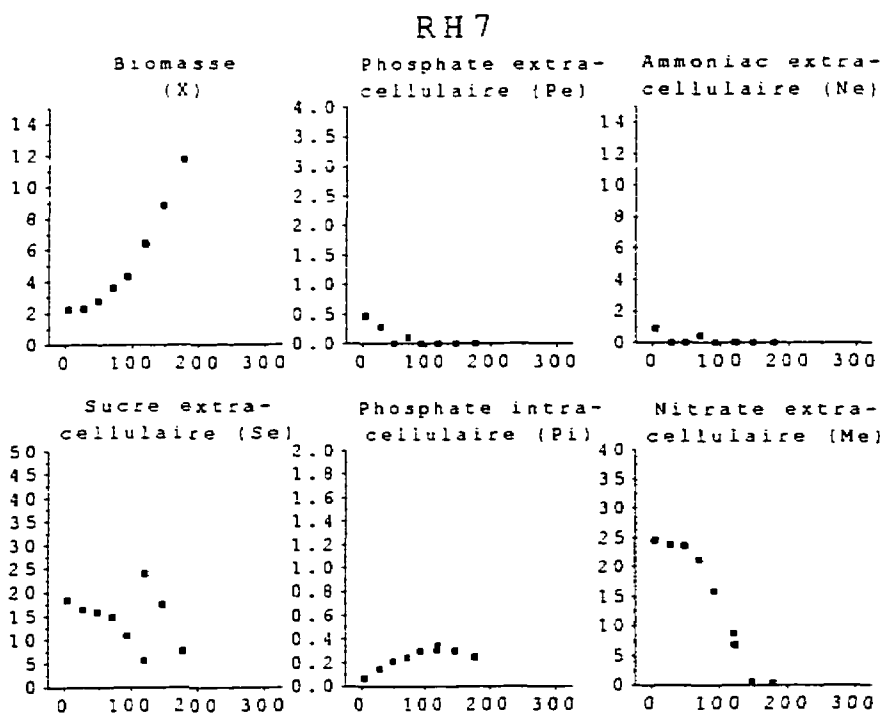 RH7
Biomasse
(X)
Phosphate extra-
cellulaire (Pe)
Ammoniac extra-
cellulaire (Ne)
14
12
10
8
6
4
2
0
0 100 200 300
4.0
3.5
3.0
2.5
2.0
1.5
1.0
0.5
0.0
0 100 200 300
14
12
10
8
6
4
2
0
0 100 200 300
Sucre extra-
cellulaire (Se)
Phosphate intra-
cellulaire (Pi)
Nitrate extra-
cellulaire (Me)
50
45
40
35
30
25
20
15
10
5
0
0 100 200 300
2.0
1.8
1.6
1.4
1.2
1.0
0.8
0.6
0.4
0.2
0.0
0 100 200 300
40
35
30
25
20
15
10
5
0
0 100 200 300